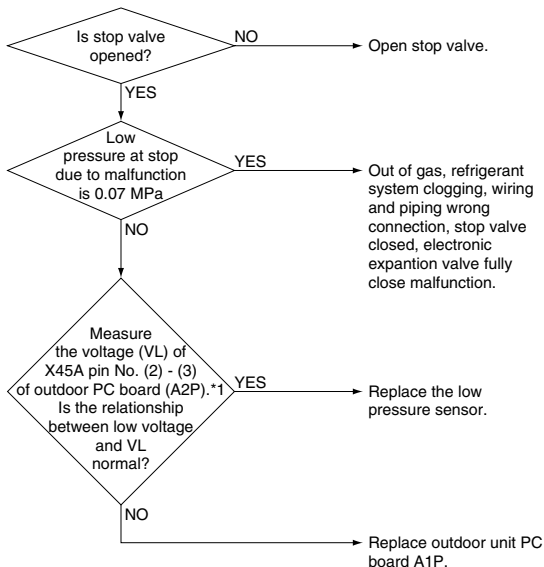 Is stop valve
opened?
NO
Open stop valve.
YES
Low
pressure at stop
due to malfunction
is 0.07 MPa
YES
Out of gas, refrigerant
system clogging, wiring
and piping wrong
connection, stop valve
closed, electronic
expantion valve fully
close malfunction.
NO
Measure
the voltage (VL) of
X45A pin No. (2) - (3)
of outdoor PC board (A2P).*1
Is the relationship
between low voltage
and VL
normal?
YES
Replace the low
pressure sensor.
NO
Replace outdoor unit PC
board A1P.